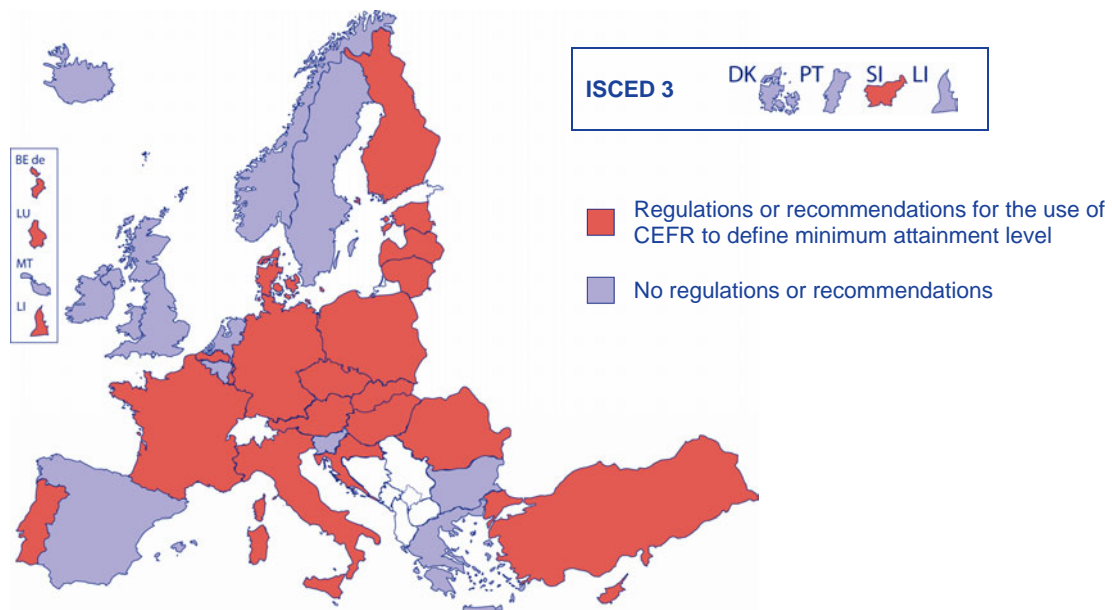 ISCED 3
DK PT SI LI
BE de
LU
MT
LI
Regulations or recommendations for the use of
CEFR to define minimum attainment level
No regulations or recommendations